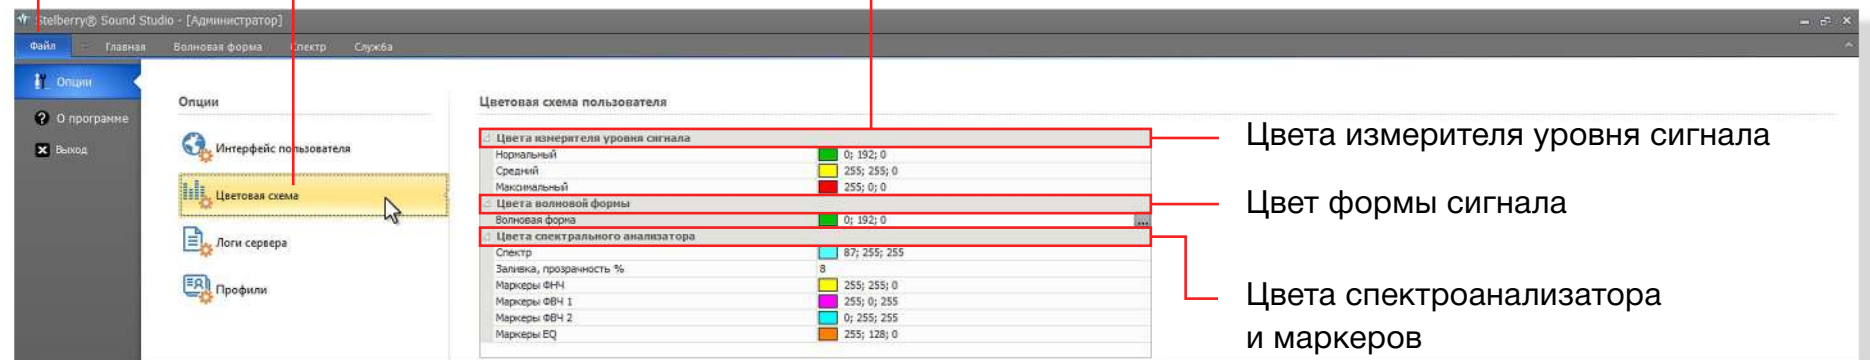 Stelberry® Sound Studio - [Администратор]
Файл Главная Волновая форма Спектр Служба
Опции
О программе
Выход
Опции
Интерфейс пользователя
Цветовая схема
Логи сервера
Профили
Цветовая схема пользователя
Цвета измерителя уровня сигнала
Нормальный 0; 192; 0
Средний 255; 255; 0
Максимальный 255; 0; 0
Цвета волновой формы
Волновая форма 0; 192; 0 ...
Цвета спектрального анализатора
Спектр 87; 255; 255
Заливка, прозрачность % 8
Маркеры ФНЧ 255; 255; 0
Маркеры ФВЧ 1 255; 0; 255
Маркеры ФВЧ 2 0; 255; 255
Маркеры EQ 255; 128; 0
Цвета измерителя уровня сигнала
Цвет формы сигнала
Цвета спектроанализатора
и маркеров